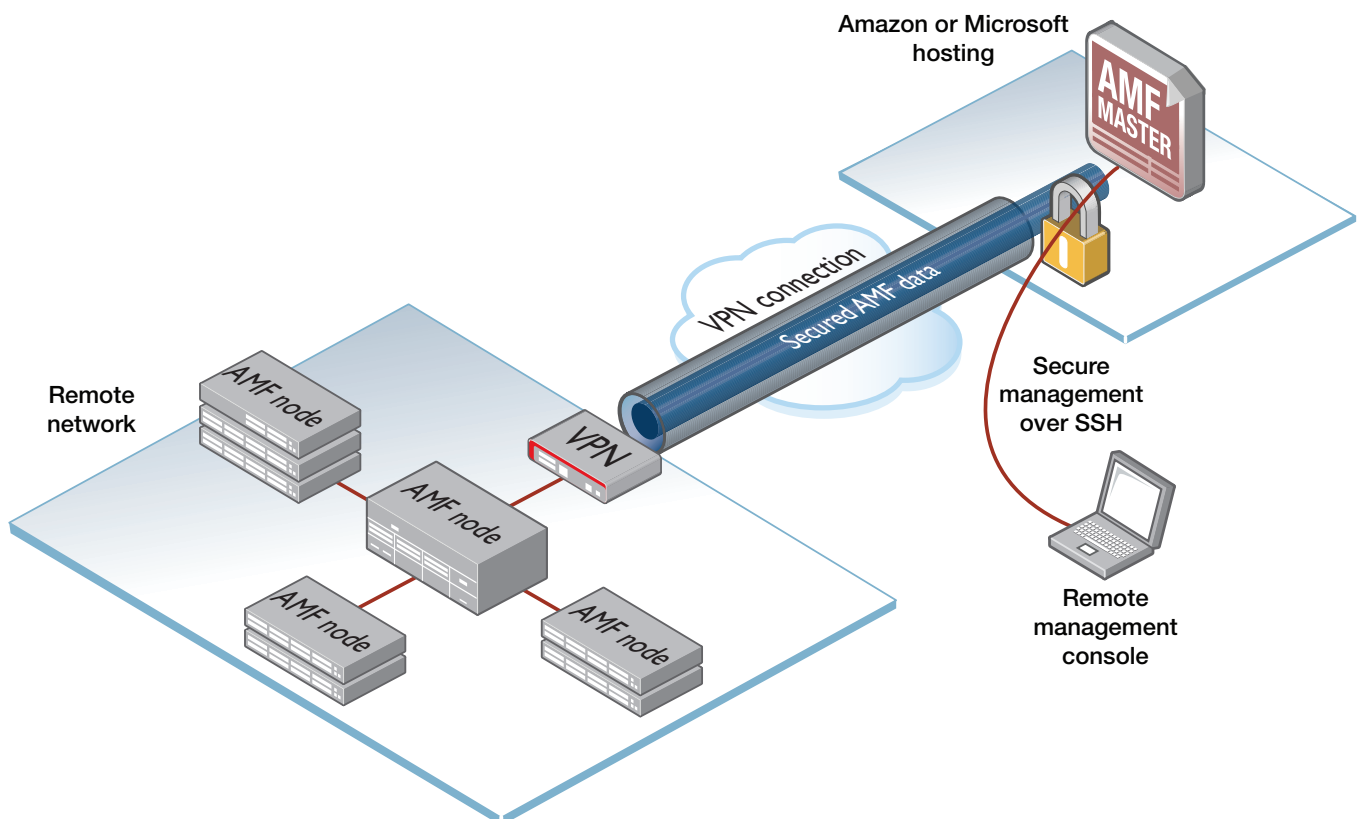 Amazon or Microsoft
hosting
AMF
MASTER
VPN connection
Secured AMF data
Remote
network
AMF node
VPN
AMF node
AMF node
AMF node
Secure
management
over SSH
Remote
management
console